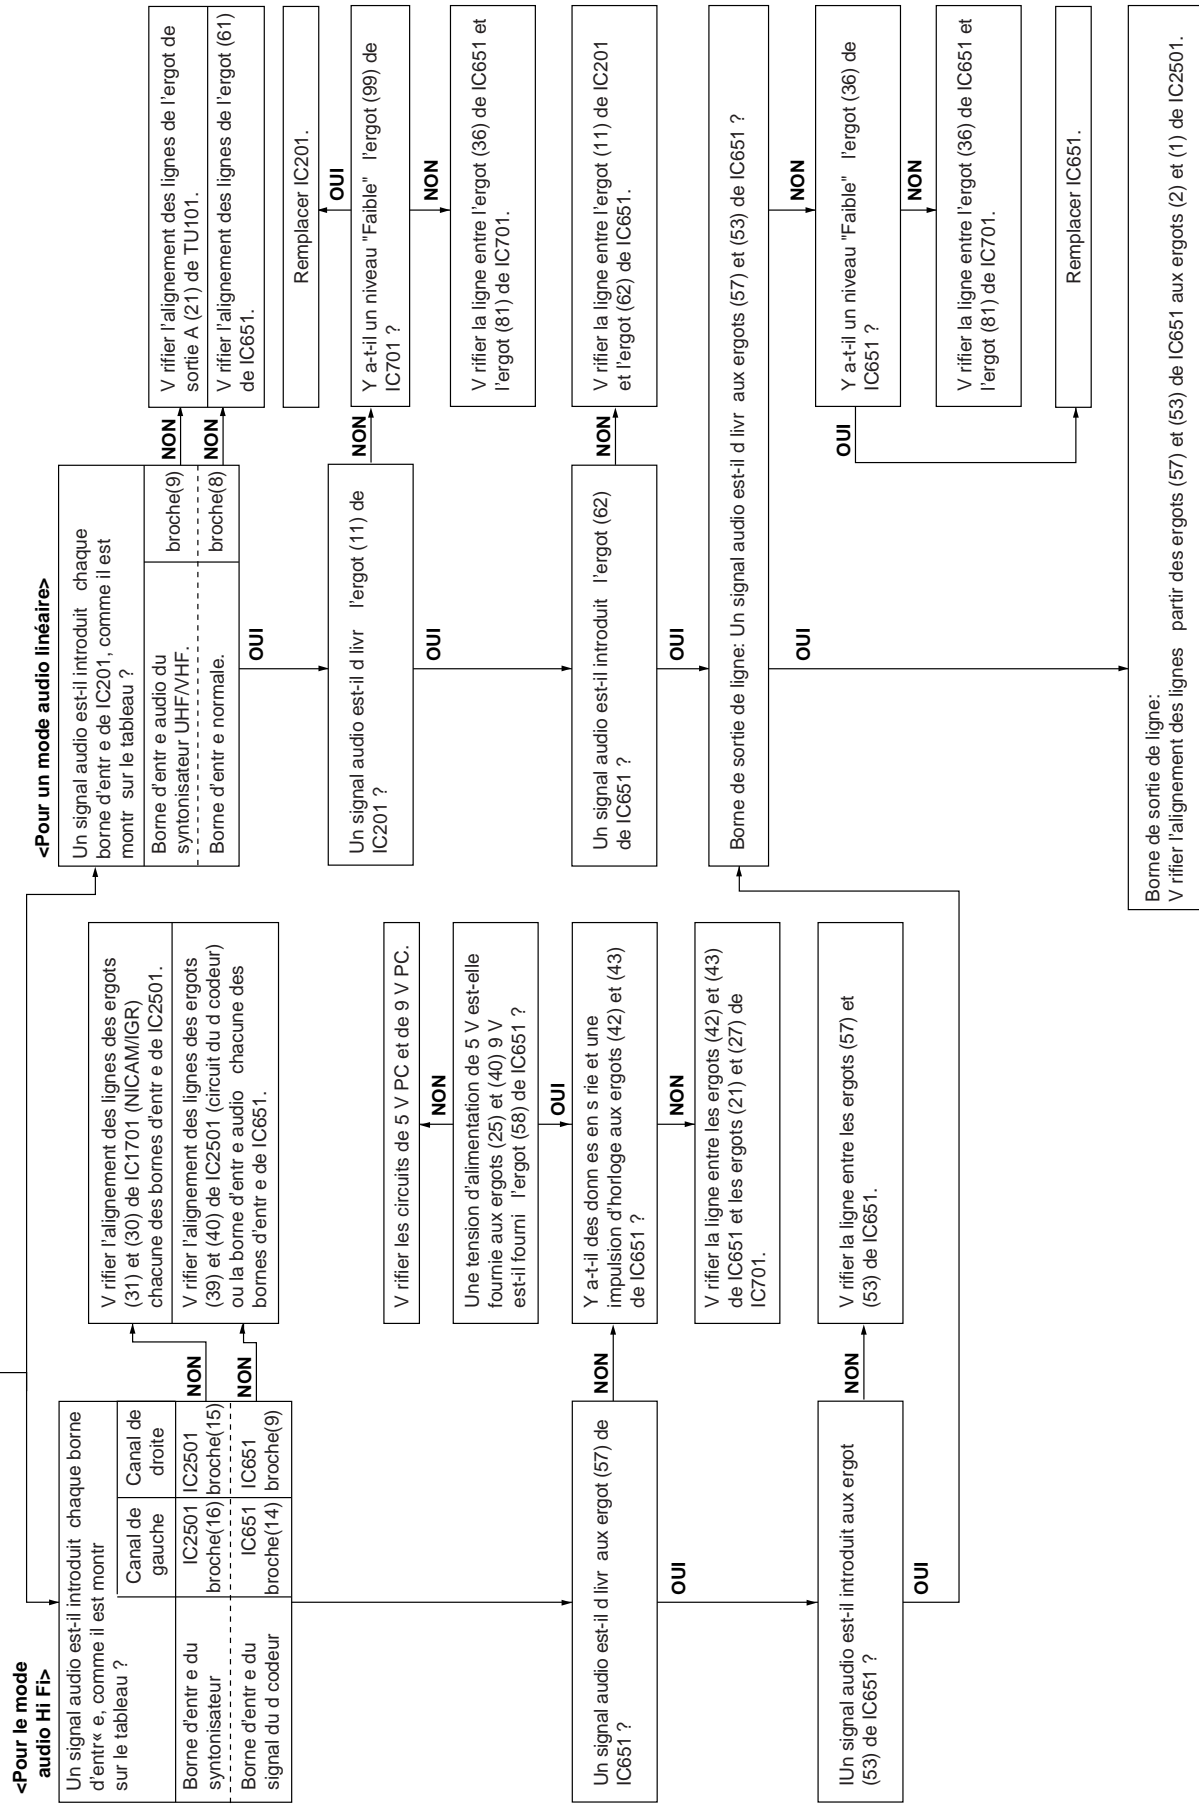 <Pour le mode
audio Hi Fi>
Un signal audio est-il introduit chaque borne
d'entr« e, comme il est montr
sur le tableau ?
Canal de
gauche
Canal de
droite
Borne d'entr e du
syntonisateur
IC2501
broche(16)
IC2501
broche(15)
Borne d'entr e du
signal du d codeur
IC651
broche(14)
IC651
broche(9)
NON
NON
V rifier l'alignement des lignes des ergots
(31) et (30) de IC1701 (NICAM/IGR)
chacune des bornes d'entr e de IC2501.
V rifier l'alignement des lignes des ergots
(39) et (40) de IC2501 (circuit du d codeur)
ou la borne d'entr e audio chacune des
bornes d'entr e de IC651.
Un signal audio est-il d livr aux ergot (57) de
IC651 ?
NON
V rifier les circuits de 5 V PC et de 9 V PC.
NON
Une tension d'alimentation de 5 V est-elle
fournie aux ergots (25) et (40) 9 V
est-il fourni l'ergot (58) de IC651 ?
OUI
Y a-t-il des donn es en s rie et une
impulsion d'horloge aux ergots (42) et (43)
de IC651 ?
NON
V rifier la ligne entre les ergots (42) et (43)
de IC651 et les ergots (21) et (27) de
IC701.
OUI
IUn signal audio est-il introduit aux ergot
(53) de IC651 ?
NON
V rifier la ligne entre les ergots (57) et
(53) de IC651.
OUI
<Pour un mode audio linéaire>
Un signal audio est-il introduit chaque
borne d'entr e de IC201, comme il est
montr sur le tableau ?
Borne d'entr e audio du
syntonisateur UHF/VHF.
broche(9)
Borne d'entr e normale.
broche(8)
NON
NON
V rifier l'alignement des lignes de l'ergot de
sortie A (21) de TU101.
V rifier l'alignement des lignes de l'ergot (61)
de IC651.
OUI
Un signal audio est-il d livr l'ergot (11) de
IC201 ?
NON
Remplacer IC201.
OUI
Y a-t-il un niveau "Faible" l'ergot (99) de
IC701 ?
NON
V rifier la ligne entre l'ergot (36) de IC651 et
l'ergot (81) de IC701.
OUI
Un signal audio est-il introduit l'ergot (62)
de IC651 ?
NON
V rifier la ligne entre l'ergot (11) de IC201
et l'ergot (62) de IC651.
OUI
Borne de sortie de ligne: Un signal audio est-il d livr aux ergots (57) et (53) de IC651 ?
NON
Y a-t-il un niveau "Faible" l'ergot (36) de
IC651 ?
NON
V rifier la ligne entre l'ergot (36) de IC651 et
l'ergot (81) de IC701.
OUI
Remplacer IC651.
OUI
Borne de sortie de ligne:
V rifier l'alignement des lignes partir des ergots (57) et (53) de IC651 aux ergots (2) et (1) de IC2501.